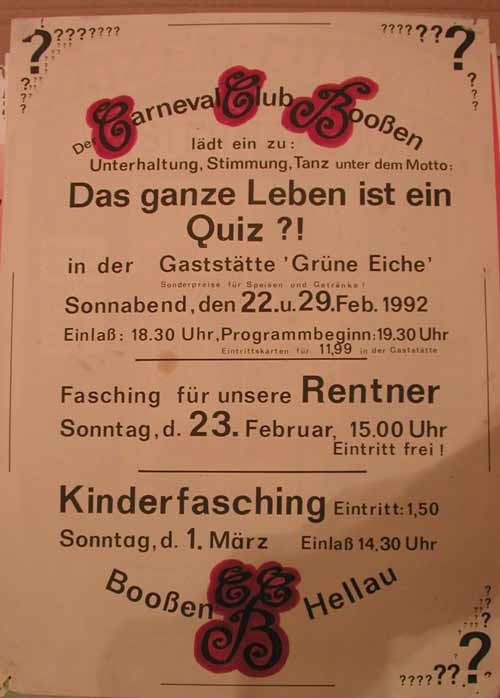 Der Carneval Club Booßen
lädt ein zu:
Unterhaltung, Stimmung, Tanz unter dem Motto:
Das ganze Leben ist ein
Quiz ?!
in der Gaststätte 'Grüne Eiche'
Sonderpreise für Speisen und Getränke!
Sonnabend, den 22.u.29.Feb. 1992
Einlaß: 18.30 Uhr, Programmbeginn: 19.30 Uhr
Eintrittskarten für 11,99 in der Gaststätte
Fasching für unsere Rentner
Sonntag, d. 23. Februar, 15.00 Uhr
Eintritt frei!
Kinderfasching Eintritt: 1,50
Sonntag, d. 1. März Einlaß 14.30 Uhr
Booßen CCB Hellau